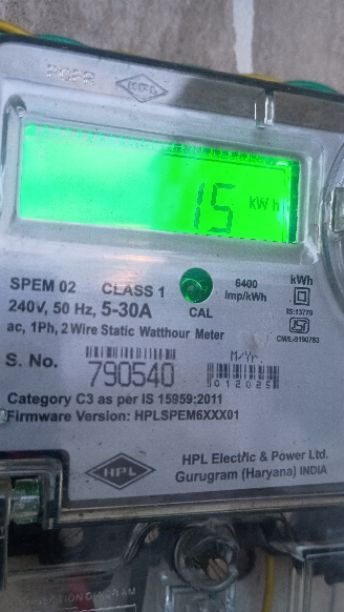 HPL
15 kWh
SPEM 02 CLASS 1 6400 imp/kWh kWh
240V, 50 Hz, 5-30A CAL IS:13779
ac, 1Ph, 2 Wire Static Watthour Meter
S. No. 790540 M/Yr. 012025
Category C3 as per IS 15959:2011
Firmware Version: HPLSPEM6XXX01
HPL HPL Electric & Power Ltd.
Gurugram (Haryana) INDIA